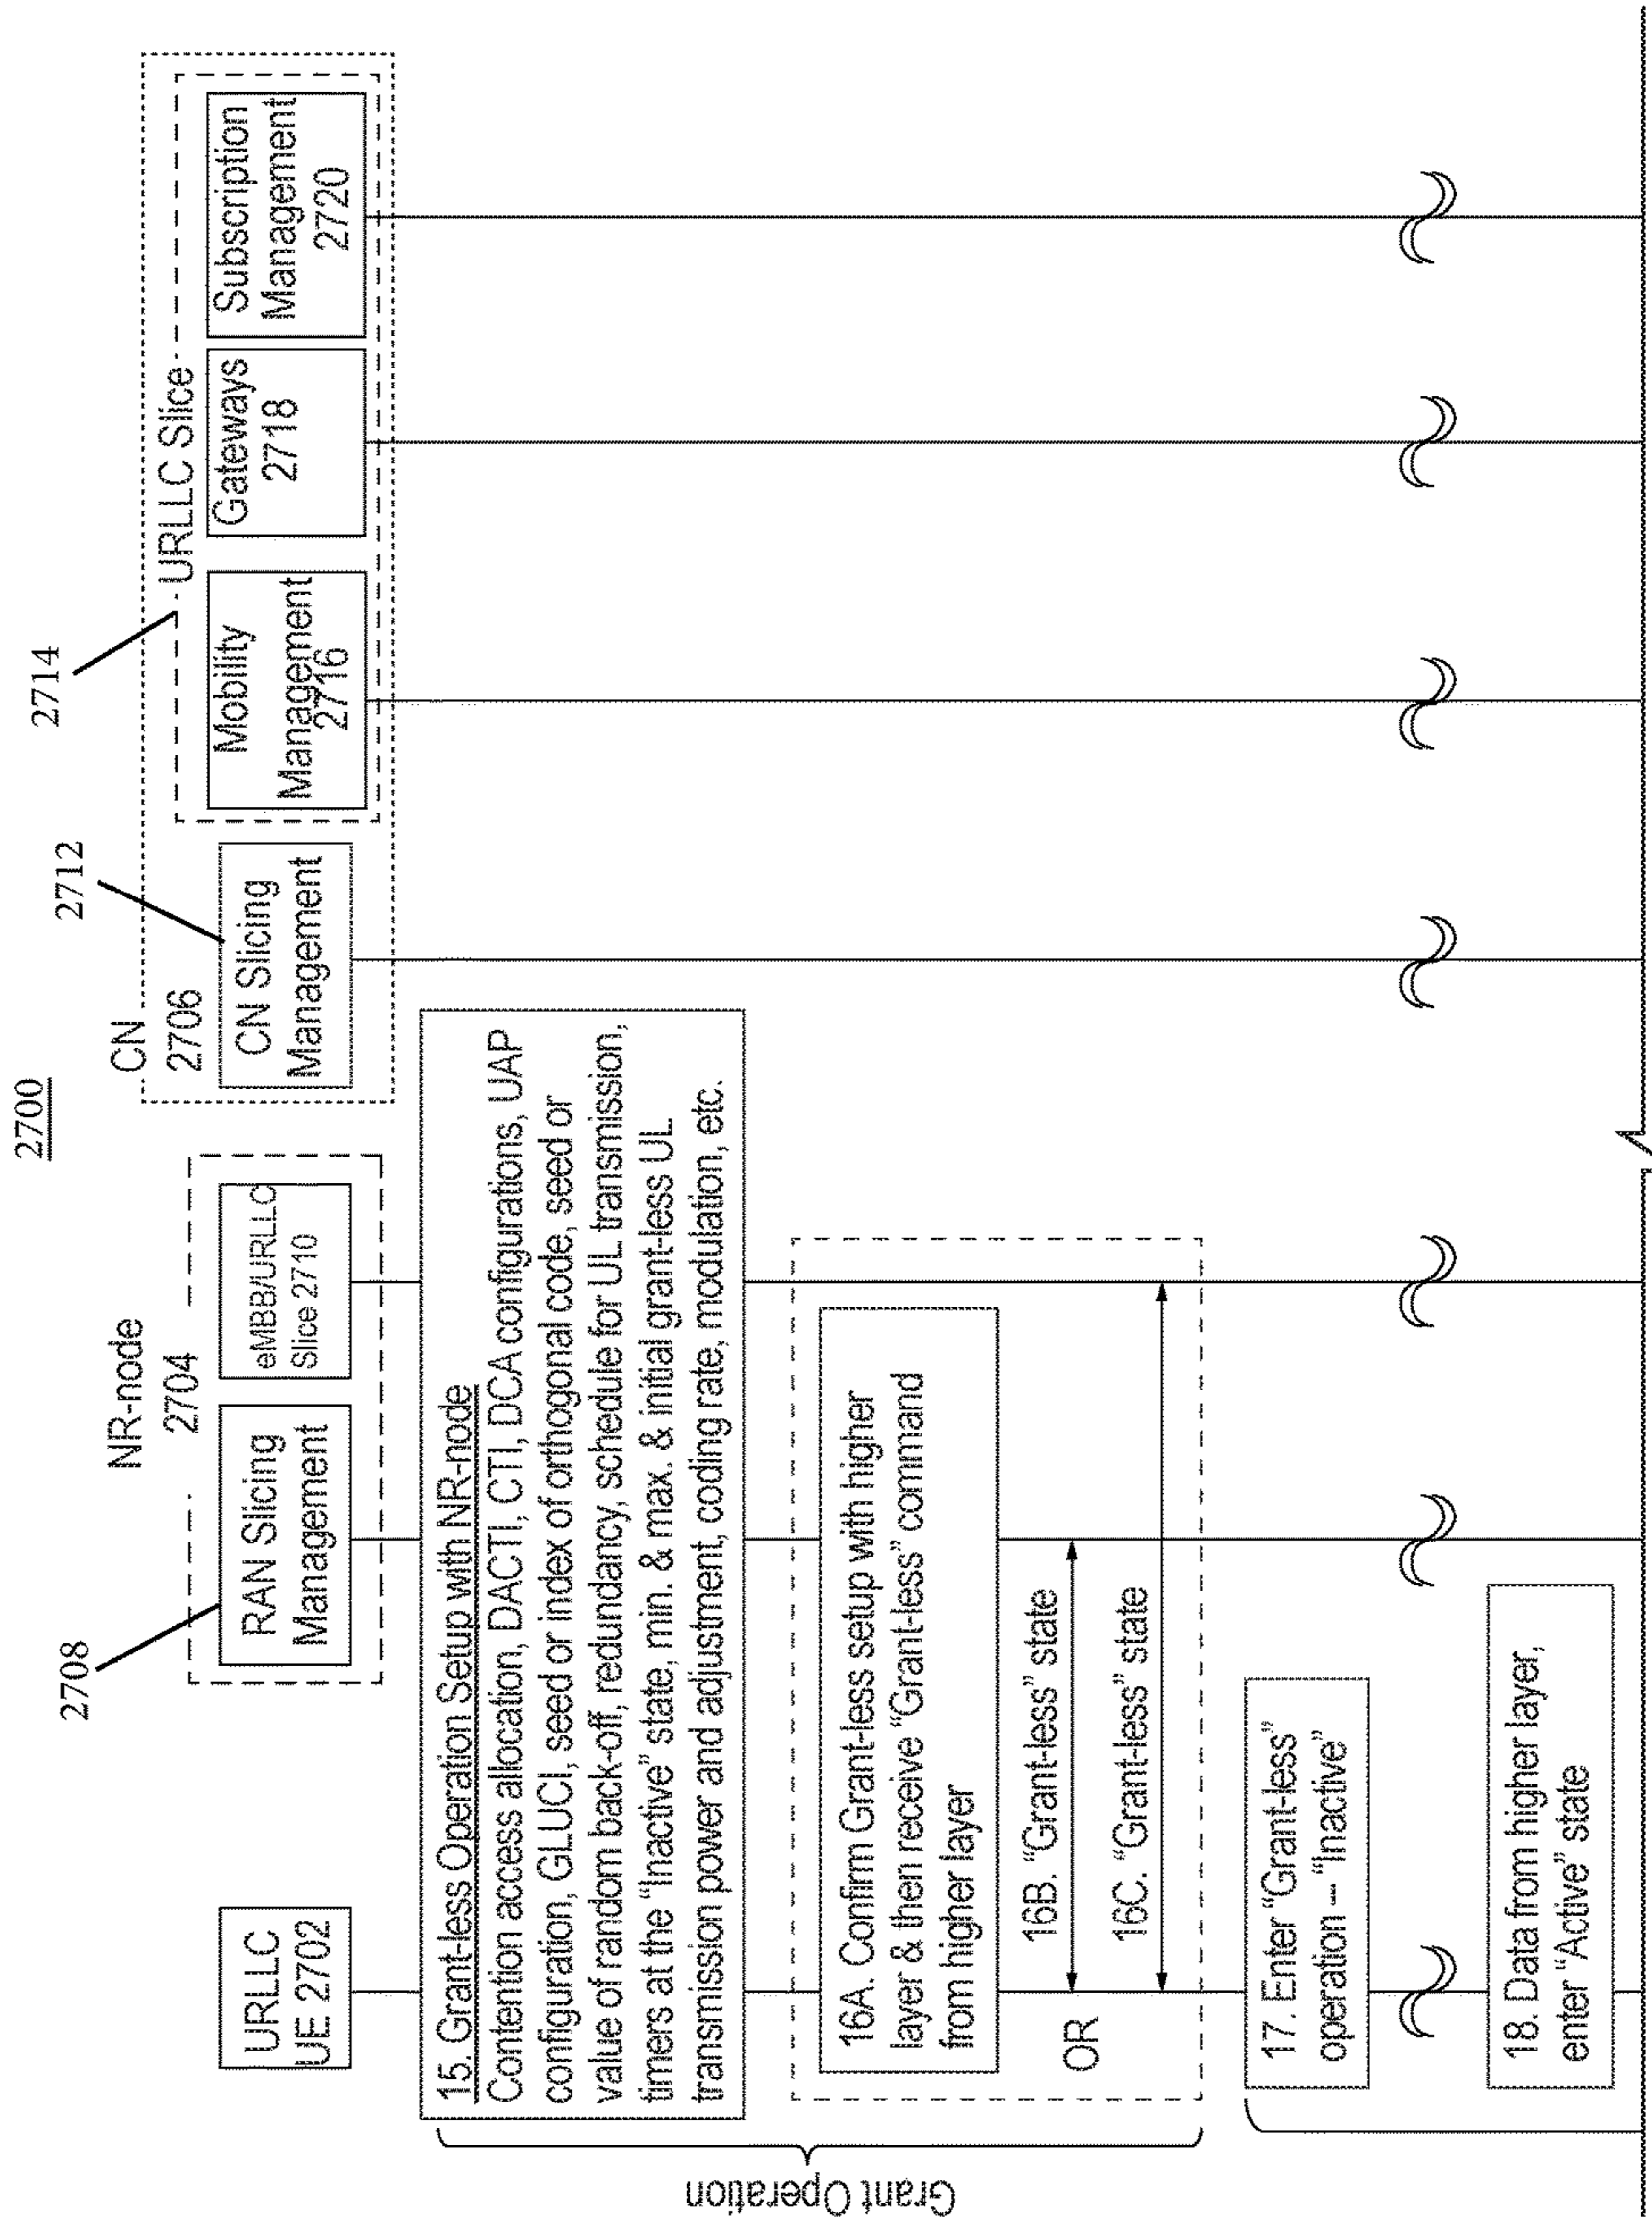 2700
URLLC
UE 2702
2708
NR-node
2704
RAN Slicing
Management
eMBB/URLLC
Slice 2710
CN
2706
2712
CN Slicing
Management
2714
URLLC Slice
Mobility
Management
2716
Gateways
2718
Subscription
Management
2720
Grant Operation
15. Grant-less Operation Setup with NR-node
Contention access allocation, DACTI, CTI, DCA configurations, UAP
configuration, GLUCI, seed or index of orthogonal code, seed or
value of random back-off, redundancy, schedule for UL transmission,
timers at the “Inactive” state, min. & max. & initial grant-less UL
transmission power and adjustment, coding rate, modulation, etc.
16A. Confirm Grant-less setup with higher
layer & then receive “Grant-less” command
from higher layer
OR
16B. “Grant-less” state
16C. “Grant-less” state
17. Enter “Grant-less”
operation – “Inactive”
18. Data from higher layer,
enter “Active” state